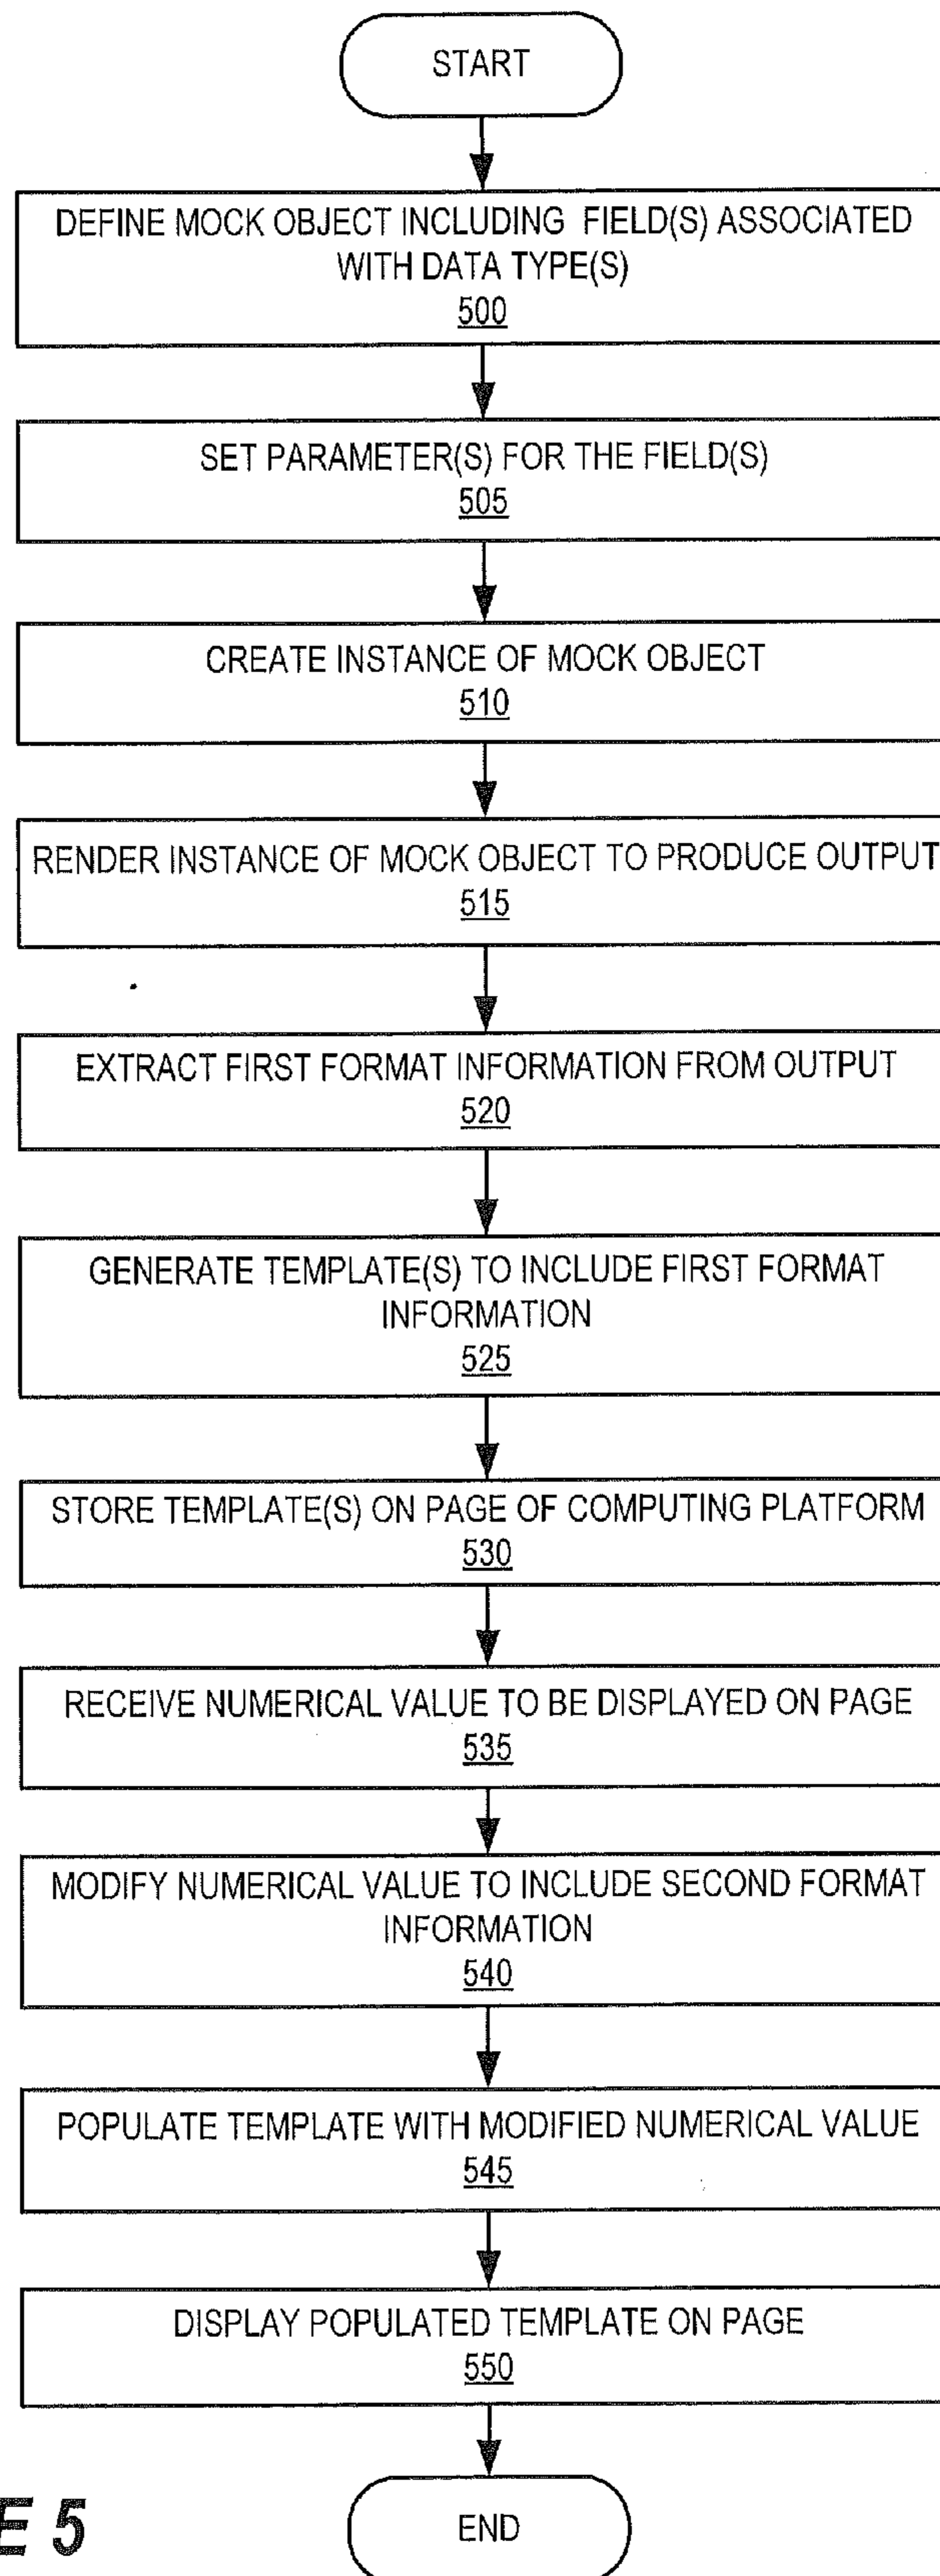 START
DEFINE MOCK OBJECT INCLUDING FIELD(S) ASSOCIATED
WITH DATA TYPE(S)
500
SET PARAMETER(S) FOR THE FIELD(S)
505
CREATE INSTANCE OF MOCK OBJECT
510
RENDER INSTANCE OF MOCK OBJECT TO PRODUCE OUTPUT
515
EXTRACT FIRST FORMAT INFORMATION FROM OUTPUT
520
GENERATE TEMPLATE(S) TO INCLUDE FIRST FORMAT
INFORMATION
525
STORE TEMPLATE(S) ON PAGE OF COMPUTING PLATFORM
530
RECEIVE NUMERICAL VALUE TO BE DISPLAYED ON PAGE
535
MODIFY NUMERICAL VALUE TO INCLUDE SECOND FORMAT
INFORMATION
540
POPULATE TEMPLATE WITH MODIFIED NUMERICAL VALUE
545
DISPLAY POPULATED TEMPLATE ON PAGE
550
END
E 5